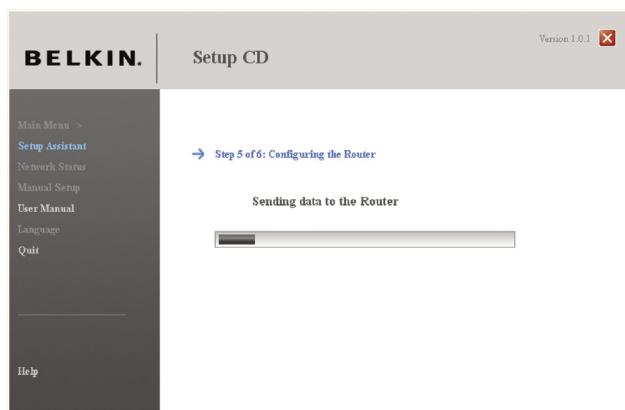 Version 1.0.1
BELKIN.
Setup CD
Main Menu >
Setup Assistant
Network Status
Manual Setup
User Manual
Language
Quit
Help
Step 5 of 6: Configuring the Router
Sending data to the Router